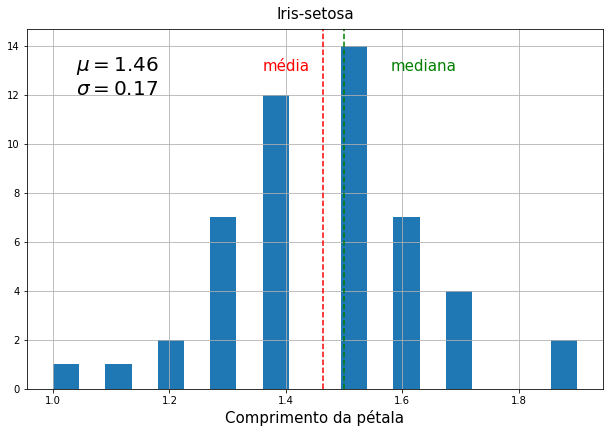 Iris-setosa
μ = 1.46
σ = 0.17
média
mediana
14
12
10
8
6
4
2
0
1.0 1.2 1.4 1.6 1.8
Comprimento da pétala